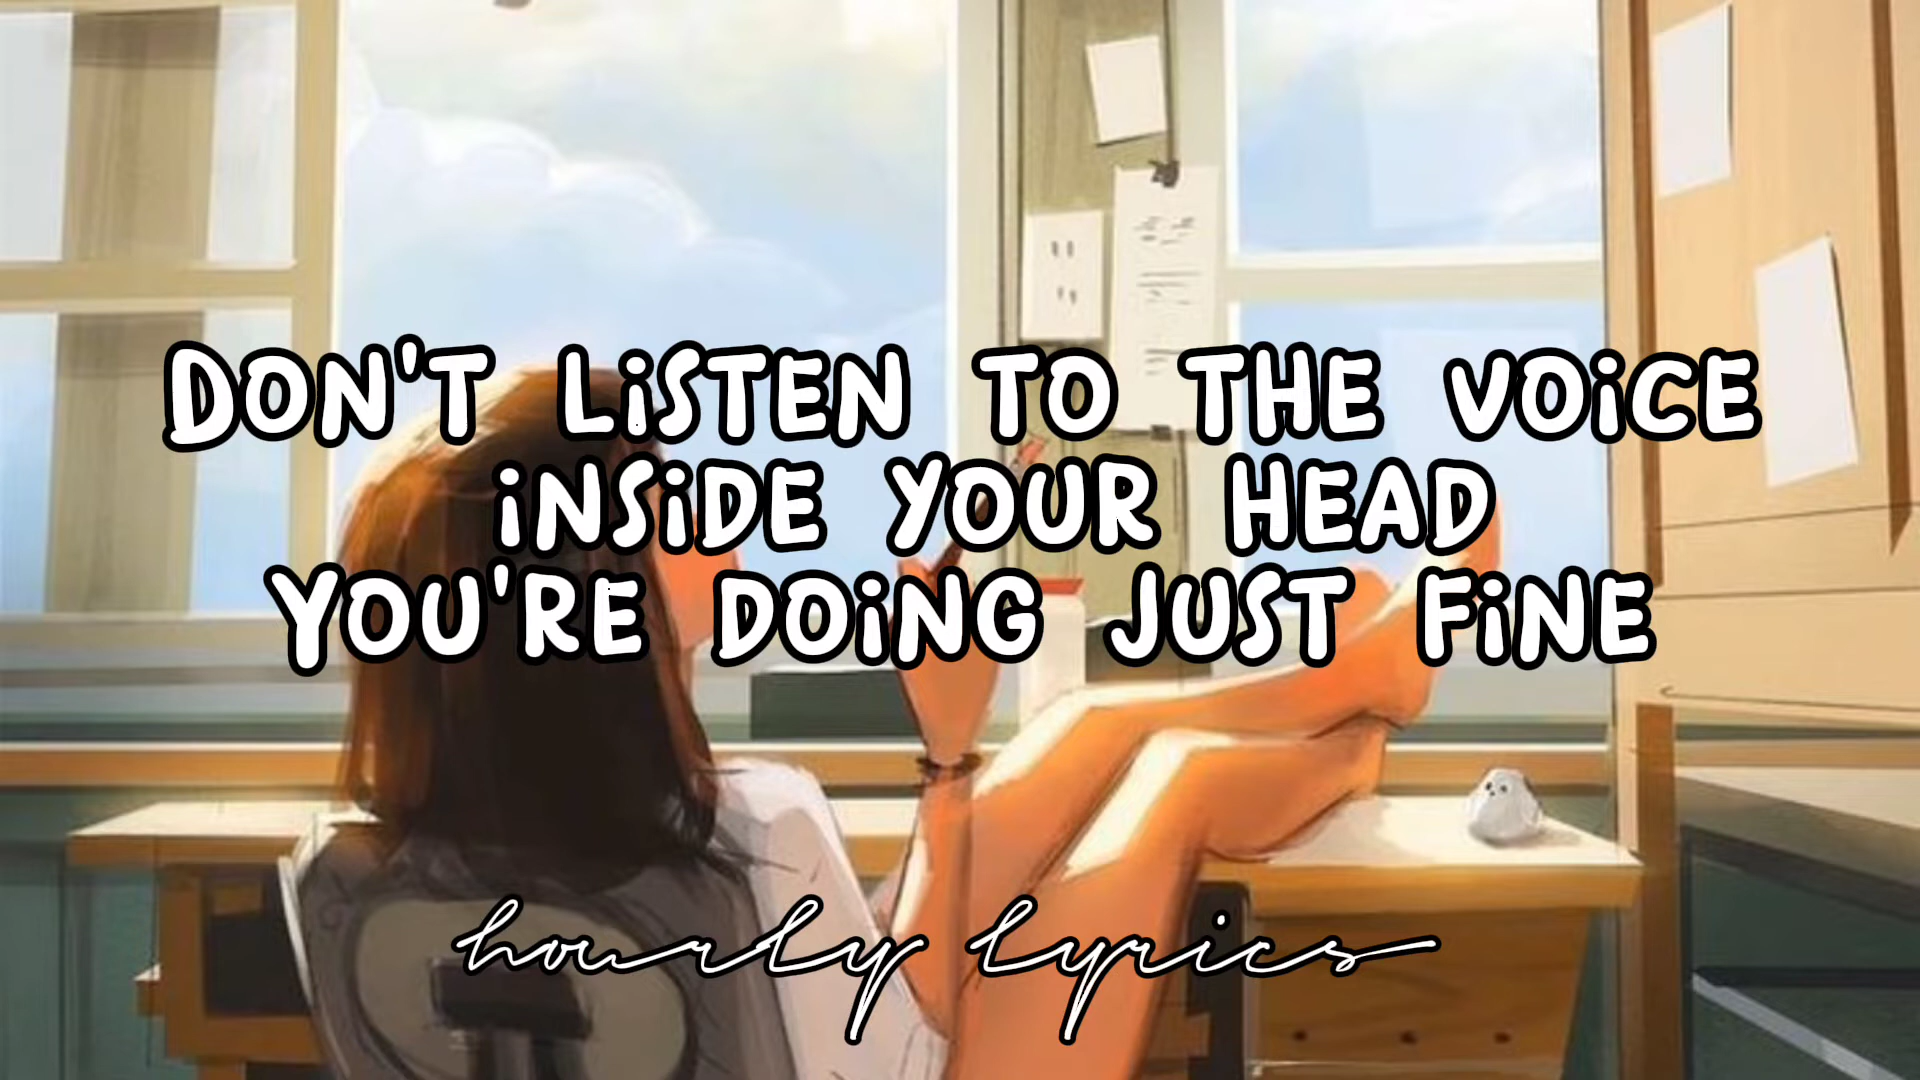 Don't listen to the voice
inside your head
You're doing just fine
hourly lyrics